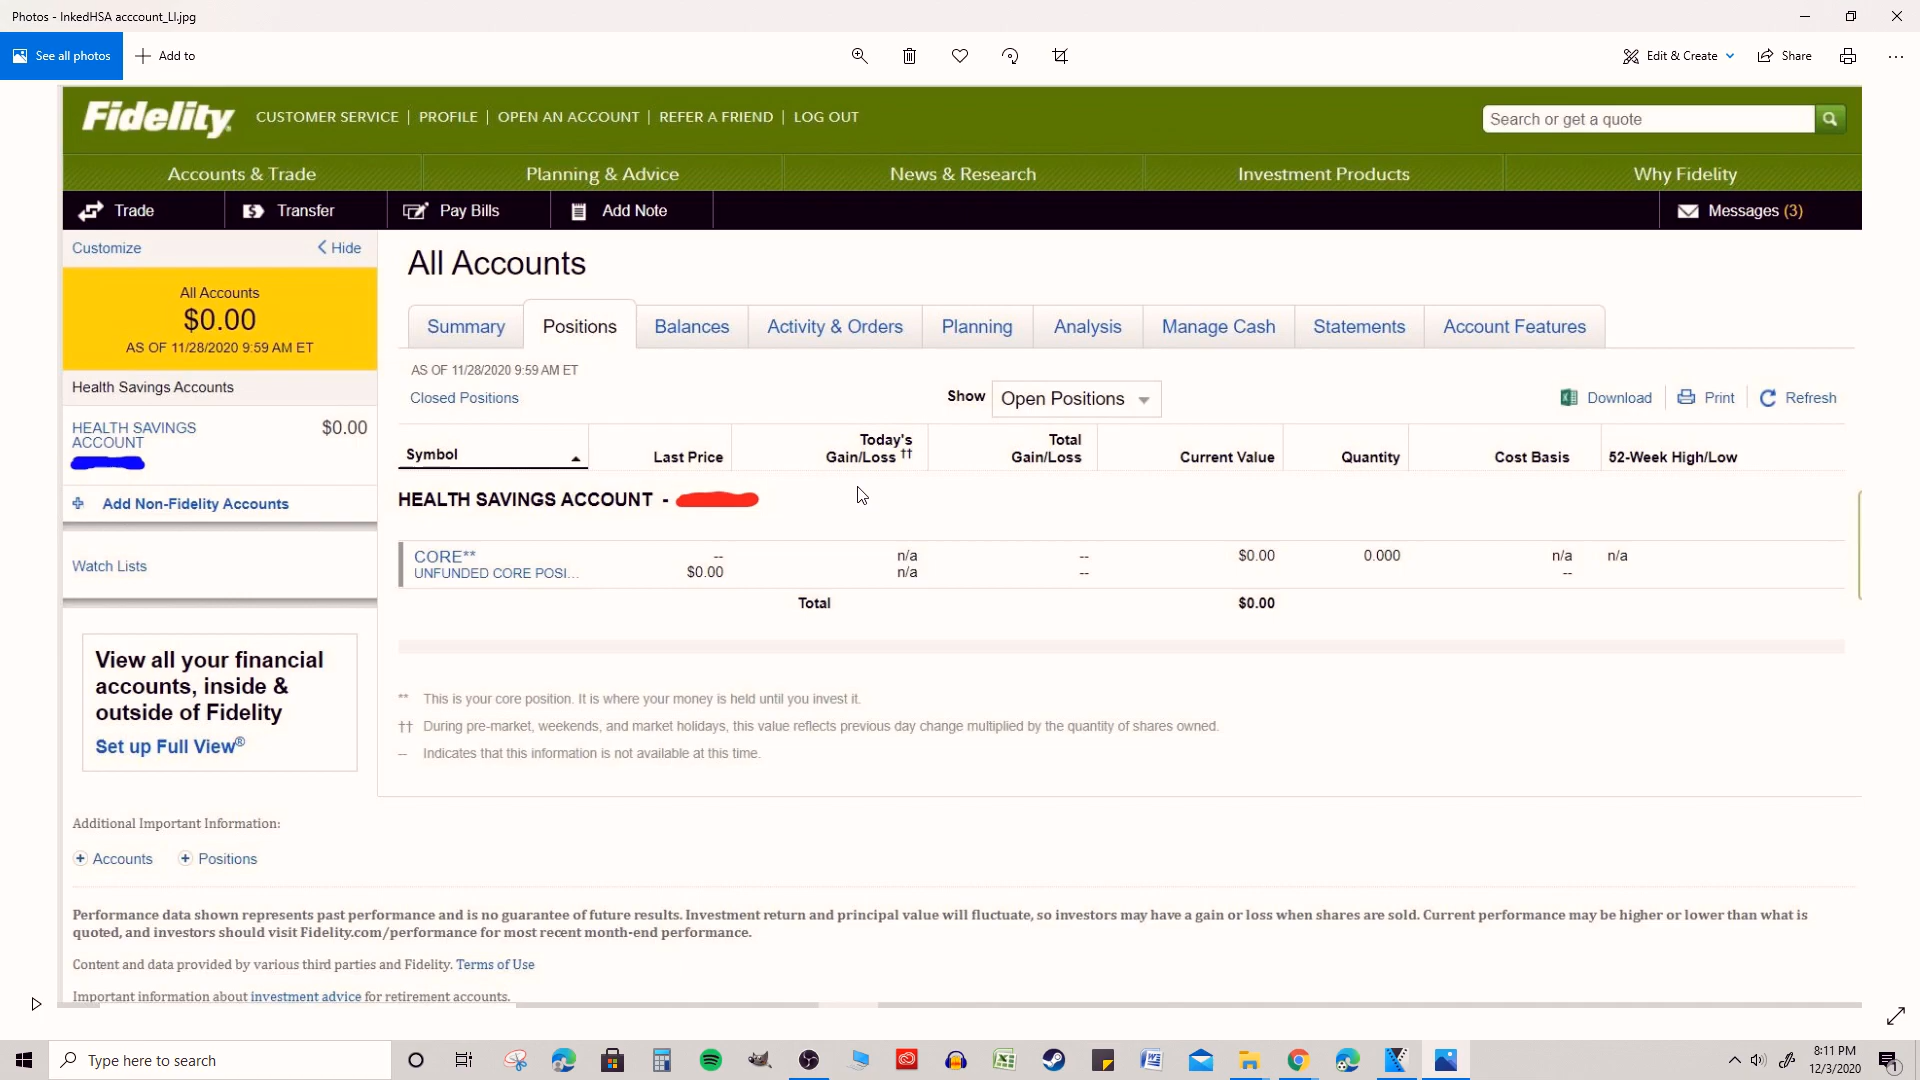 Photos - InkedHSA acccount_LI.jpg
See all photos
Add to
Edit & Create
Share
Fidelity
CUSTOMER SERVICE | PROFILE | OPEN AN ACCOUNT | REFER A FRIEND | LOG OUT
Search or get a quote
Accounts & Trade
Planning & Advice
News & Research
Investment Products
Why Fidelity
Trade
Transfer
Pay Bills
Add Note
Messages (3)
Customize
Hide
All Accounts
$0.00
AS OF 11/28/2020 9:59 AM ET
Health Savings Accounts
HEALTH SAVINGS
ACCOUNT
$0.00
Add Non-Fidelity Accounts
Watch Lists
View all your financial
accounts, inside &
outside of Fidelity
Set up Full View®
All Accounts
Summary
Positions
Balances
Activity & Orders
Planning
Analysis
Manage Cash
Statements
Account Features
AS OF 11/28/2020 9:59 AM ET
Closed Positions
Show
Open Positions
Download
Print
Refresh
Symbol
Last Price
Today's
Gain/Loss ††
Total
Gain/Loss
Current Value
Quantity
Cost Basis
52-Week High/Low
HEALTH SAVINGS ACCOUNT -
CORE** -- n/a -- $0.00 0.000 n/a n/a
UNFUNDED CORE POSI... $0.00 n/a -- --
Total $0.00
** This is your core position. It is where your money is held until you invest it.
†† During pre-market, weekends, and market holidays, this value reflects previous day change multiplied by the quantity of shares owned.
-- Indicates that this information is not available at this time.
Additional Important Information:
Accounts
Positions
Performance data shown represents past performance and is no guarantee of future results. Investment return and principal value will fluctuate, so investors may have a gain or loss when shares are sold. Current performance may be higher or lower than what is
quoted, and investors should visit Fidelity.com/performance for most recent month-end performance.
Content and data provided by various third parties and Fidelity. Terms of Use
Important information about investment advice for retirement accounts.
Type here to search
8:11 PM
12/3/2020
1